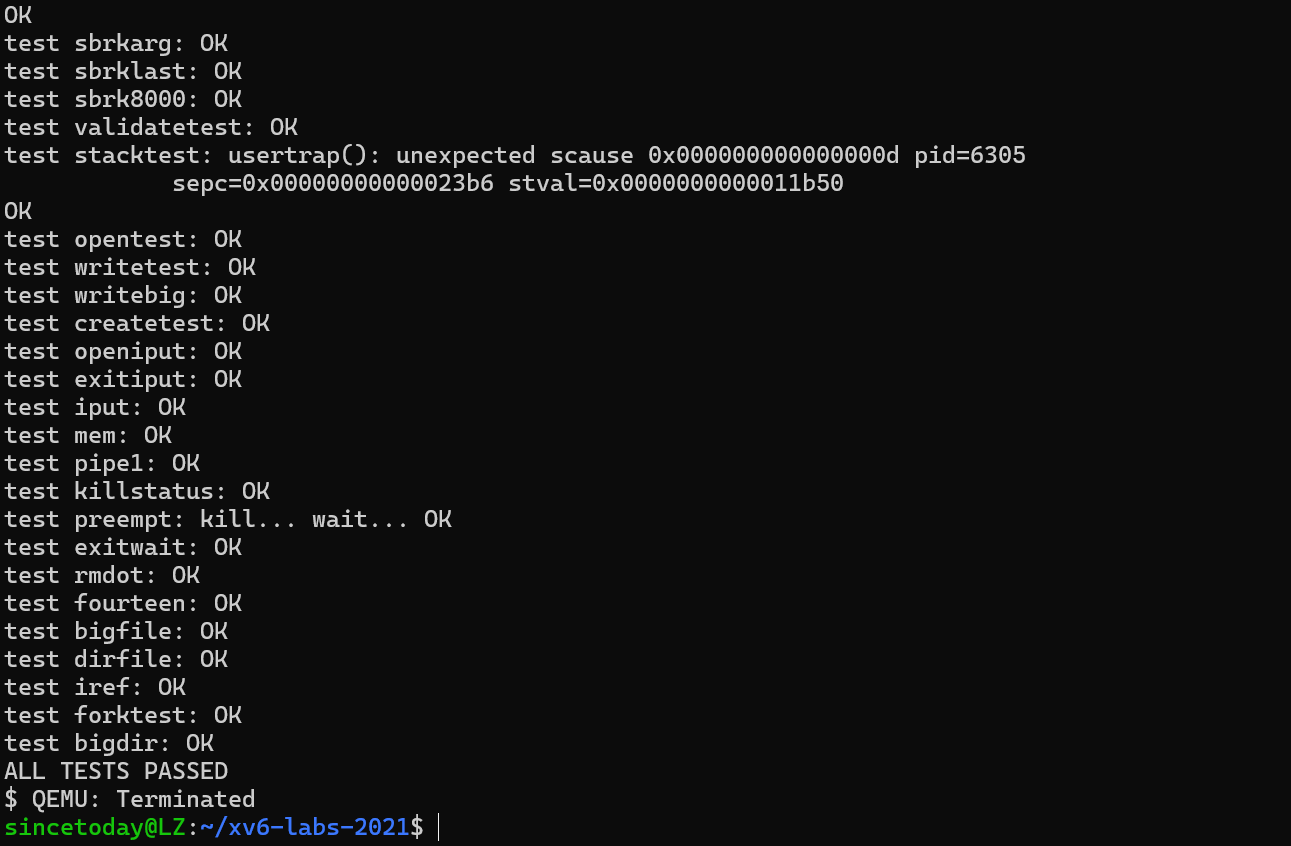 OK
test sbrkarg: OK
test sbrklast: OK
test sbrk8000: OK
test validatetest: OK
test stacktest: usertrap(): unexpected scause 0x000000000000000d pid=6305
            sepc=0x00000000000023b6 stval=0x0000000000011b50
OK
test opentest: OK
test writetest: OK
test writebig: OK
test createtest: OK
test openiput: OK
test exitiput: OK
test iput: OK
test mem: OK
test pipe1: OK
test killstatus: OK
test preempt: kill... wait... OK
test exitwait: OK
test rmdot: OK
test fourteen: OK
test bigfile: OK
test dirfile: OK
test iref: OK
test forktest: OK
test bigdir: OK
ALL TESTS PASSED
$ QEMU: Terminated
sincetoday@LZ:~/xv6-labs-2021$